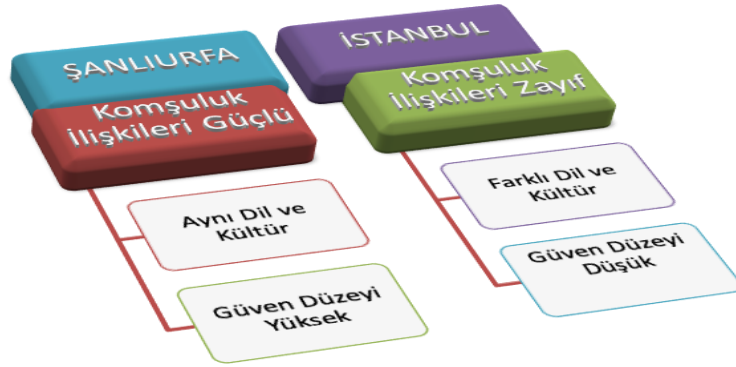 ŞANLIURFA
Komşuluk
İlişkileri Güçlü
Aynı Dil ve
Kültür
Güven Düzeyi
Yüksek
İSTANBUL
Komşuluk
İlişkileri Zayıf
Farklı Dil ve
Kültür
Güven Düzeyi
Düşük